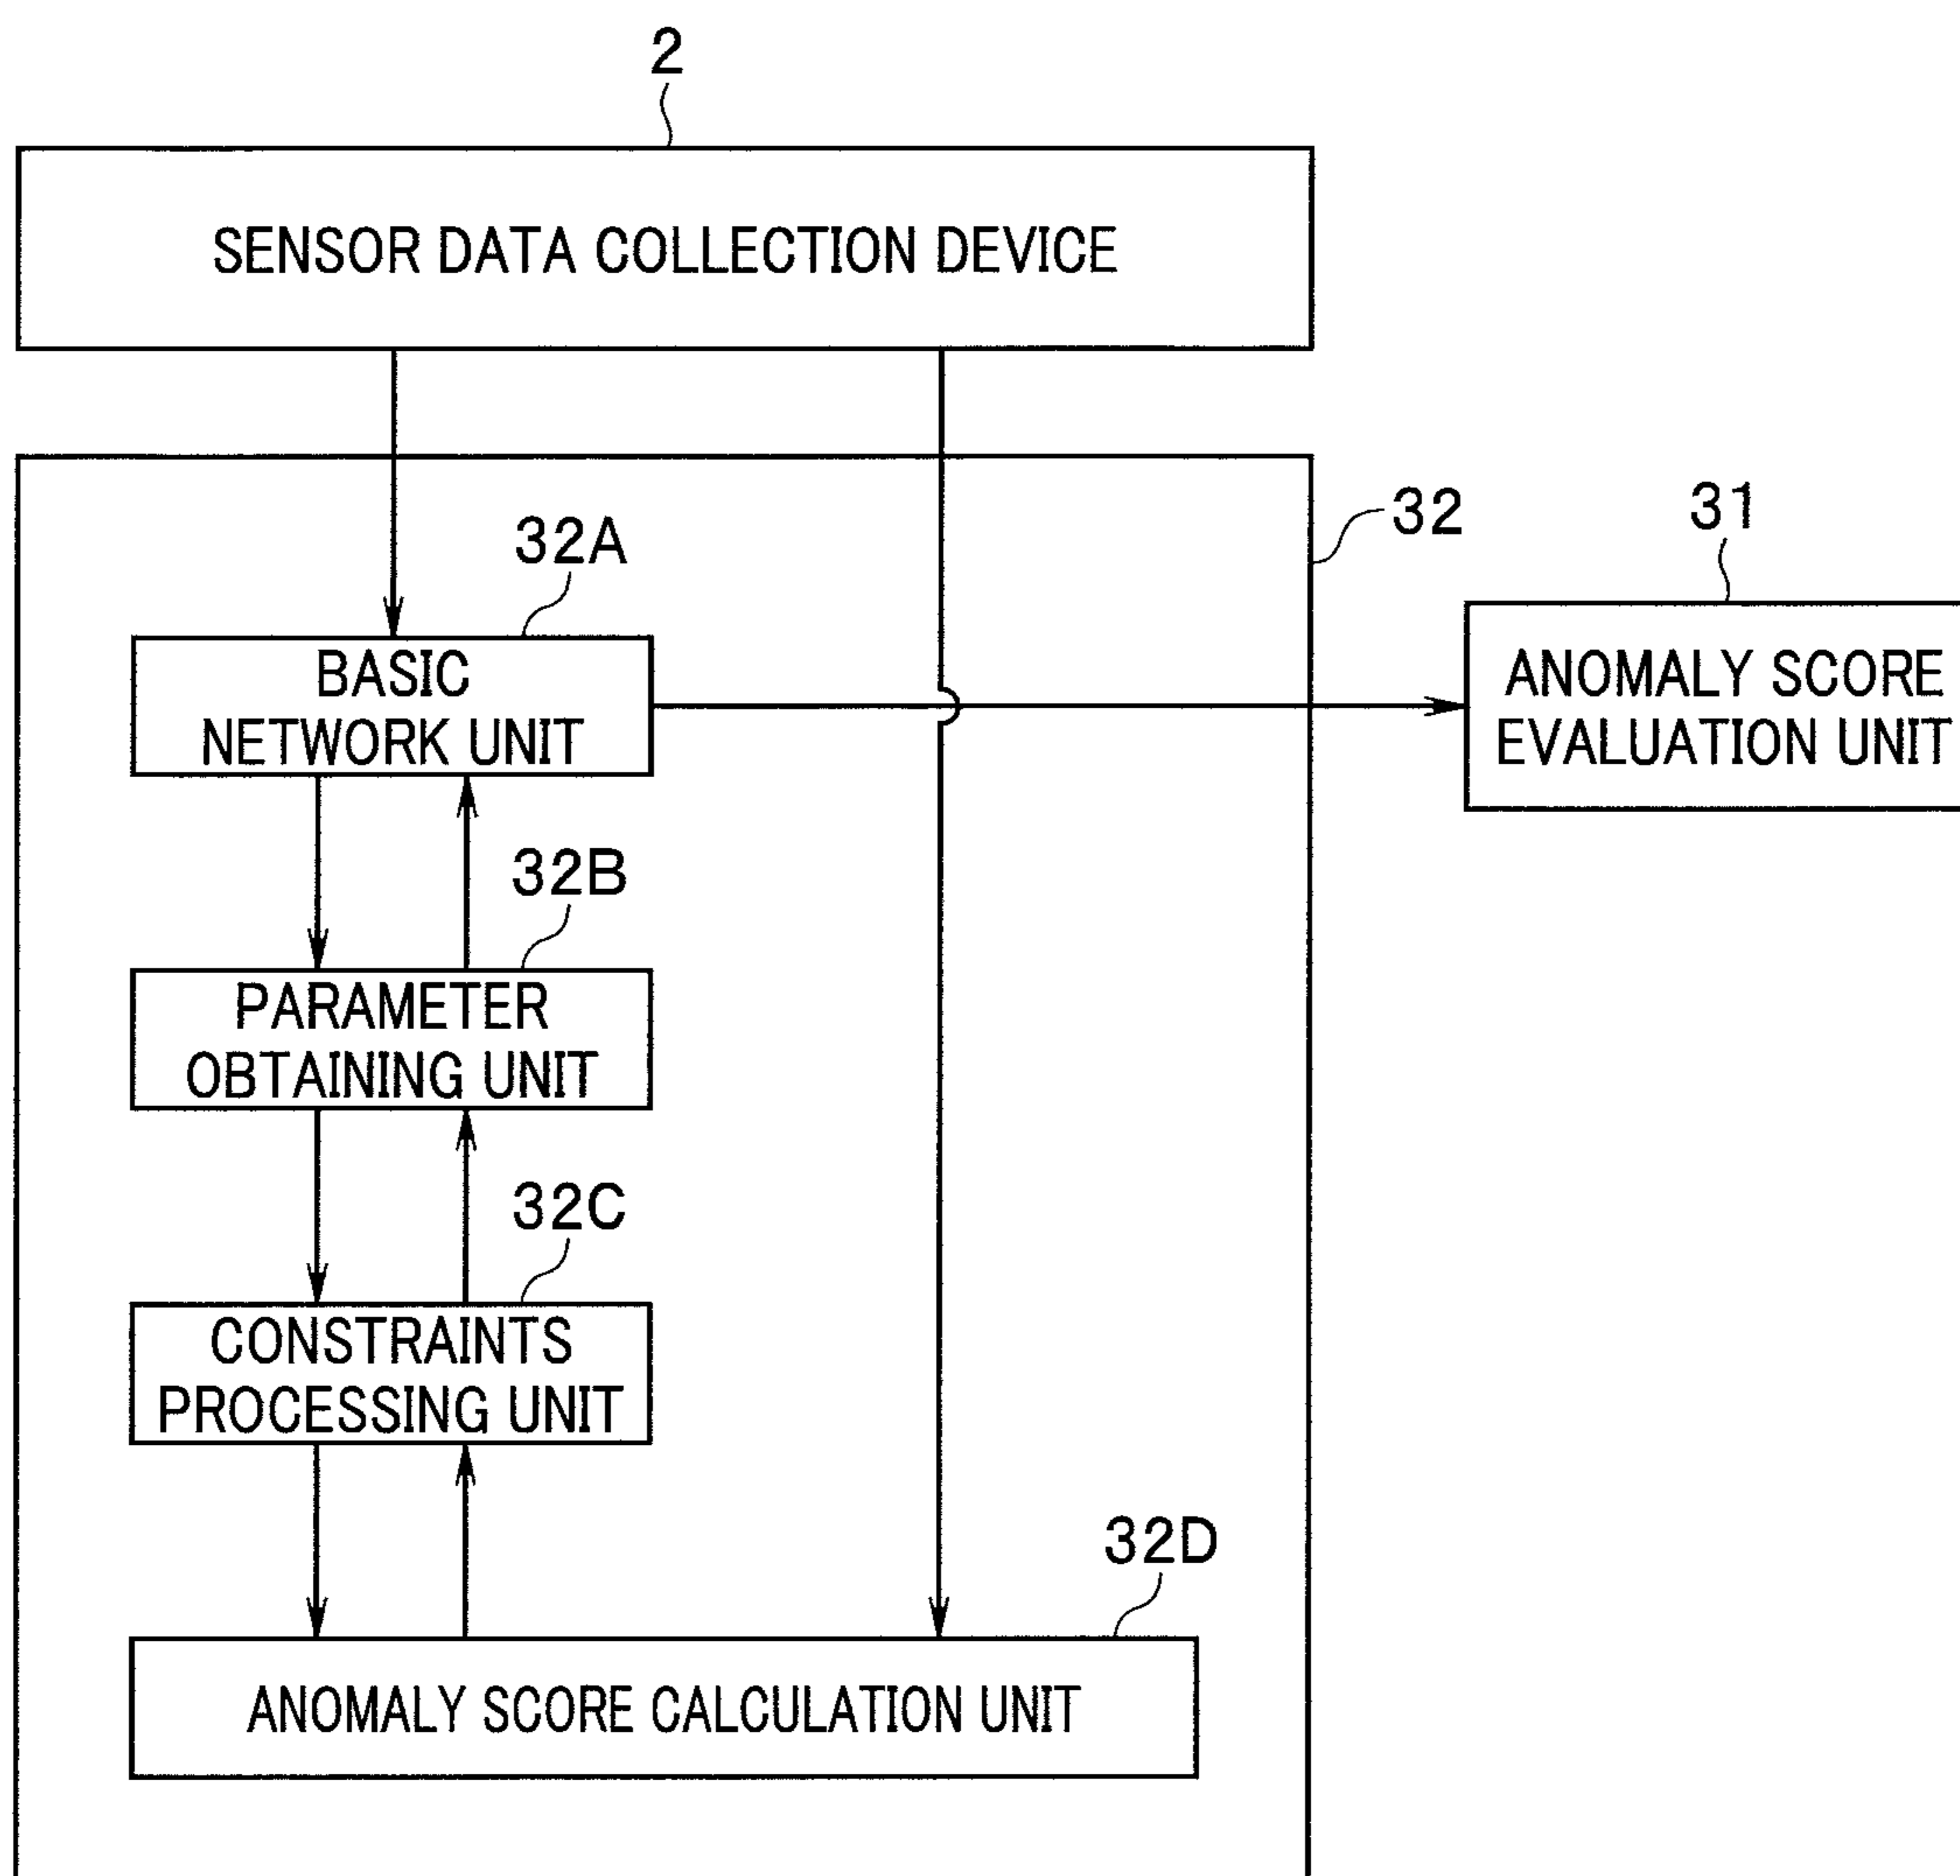 2
SENSOR DATA COLLECTION DEVICE
32
31
32A
BASIC
NETWORK UNIT
ANOMALY SCORE
EVALUATION UNIT
32B
PARAMETER
OBTAINING UNIT
32C
CONSTRAINTS
PROCESSING UNIT
32D
ANOMALY SCORE CALCULATION UNIT